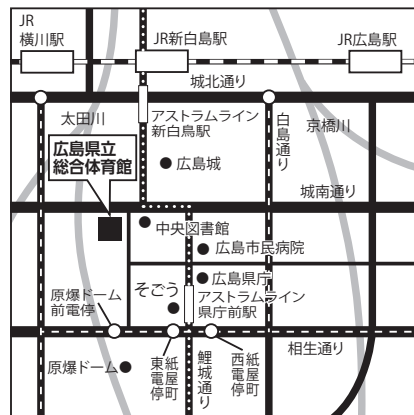 JR
横川駅
JR新白島駅
JR広島駅
城北通り
太田川
アストラムライン
新白島駅
白島通り
京橋川
広島県立
総合体育館
広島城
城南通り
中央図書館
広島市民病院
広島県庁
そごう
アストラムライン
県庁前駅
原爆ドーム
前電停
相生通り
原爆ドーム
紙屋町
東電停
鯉城通り
紙屋町
西電停